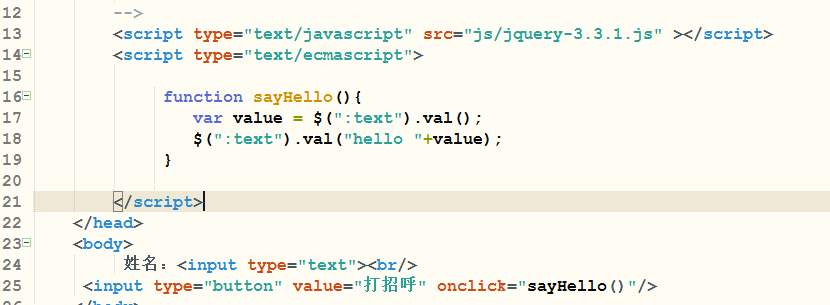 12 -->
13 <script type="text/javascript" src="js/jquery-3.3.1.js" ></script>
14 <script type="text/ecmascript">
15
16 function sayHello(){
17 var value = $(":text").val();
18 $(":text").val("hello "+value);
19 }
20
21 </script>
22 </head>
23 <body>
24 姓名：<input type="text"><br/>
25 <input type="button" value="打招呼" onclick="sayHello()"/>